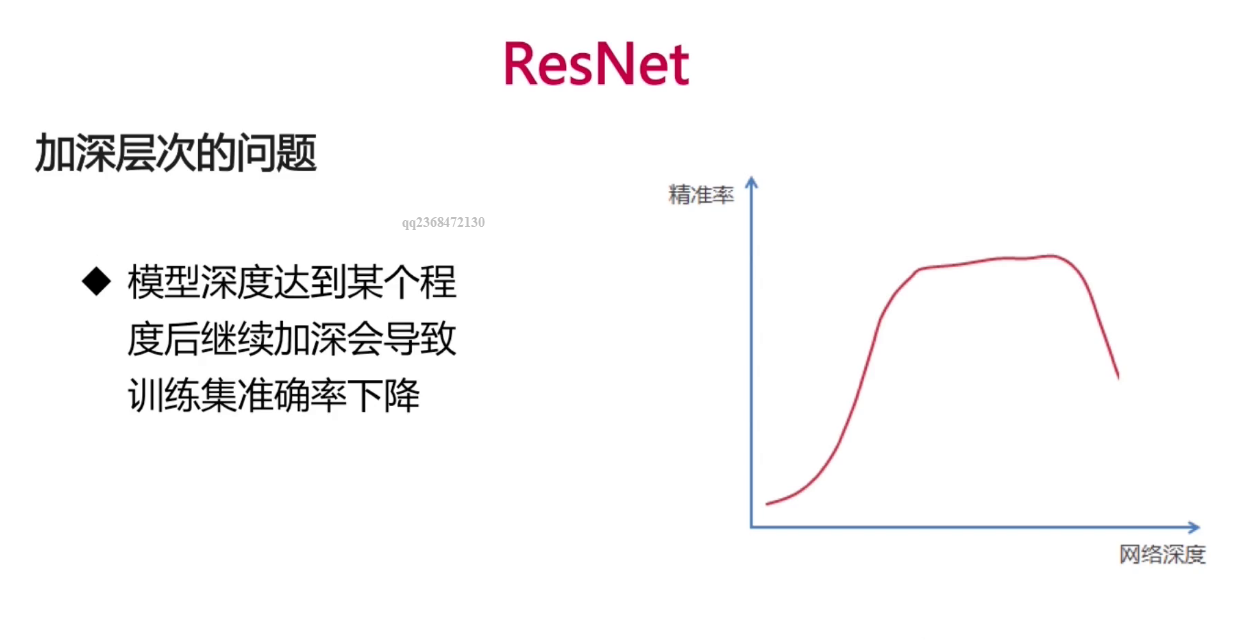 ResNet
加深层次的问题
精准率
qq2368472130
◆ 模型深度达到某个程
度后继续加深会导致
训练集准确率下降
网络深度